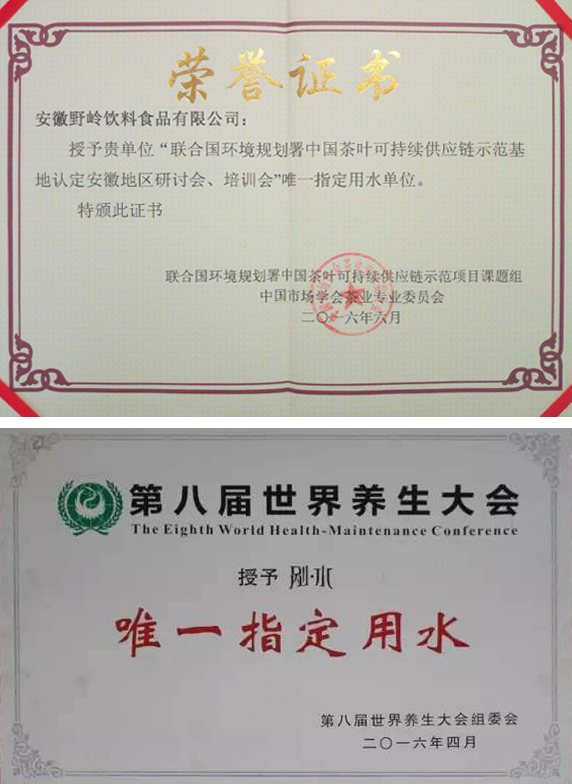 荣誉证书
安徽野岭饮料食品有限公司：
授予贵单位“联合国环境规划署中国茶叶可持续供应链示范基
地认定安徽地区研讨会、培训会”唯一指定用水单位。
特颁此证书
联合国环境规划署中国茶叶可持续供应链示范项目课题组
中国市场学会茶业专业委员会
二〇一六年六月
第八届世界养生大会
The Eighth World Health-Maintenance Conference
授予 剐·水
唯一指定用水
第八届世界养生大会组委会
二〇一六年四月